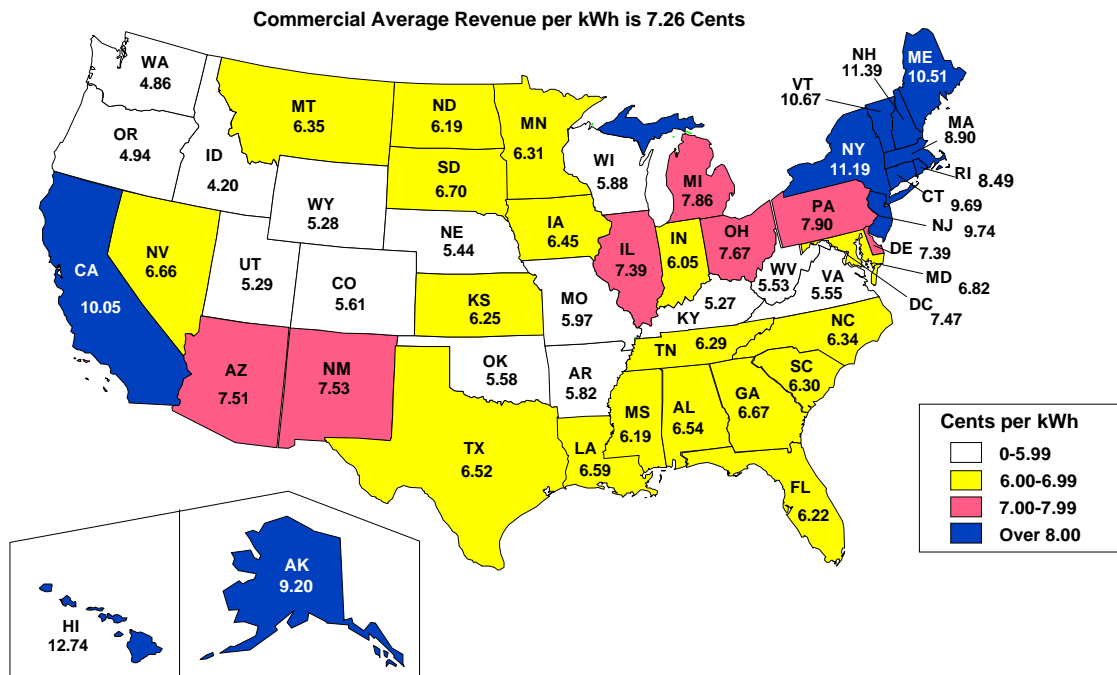 Commercial Average Revenue per kWh is 7.26 Cents
WA
4.86
OR
4.94
ID
4.20
MT
6.35
ND
6.19
MN
6.31
SD
6.70
WI
5.88
MI
7.86
WY
5.28
NE
5.44
IA
6.45
IL
7.39
IN
6.05
OH
7.67
PA
7.90
NY
11.19
VT
10.67
NH
11.39
ME
10.51
MA
8.90
RI 8.49
CT 9.69
NJ 9.74
DE
7.39
MD
6.82
DC
7.47
CA
10.05
NV
6.66
UT
5.29
CO
5.61
KS
6.25
MO
5.97
KY
5.27
WV
5.53
VA
5.55
NC
6.34
TN 6.29
SC
6.30
AZ
7.51
NM
7.53
OK
5.58
AR
5.82
MS
6.19
AL
6.54
GA
6.67
TX
6.52
LA
6.59
FL
6.22
AK
9.20
HI
12.74
Cents per kWh
0-5.99
6.00-6.99
7.00-7.99
Over 8.00